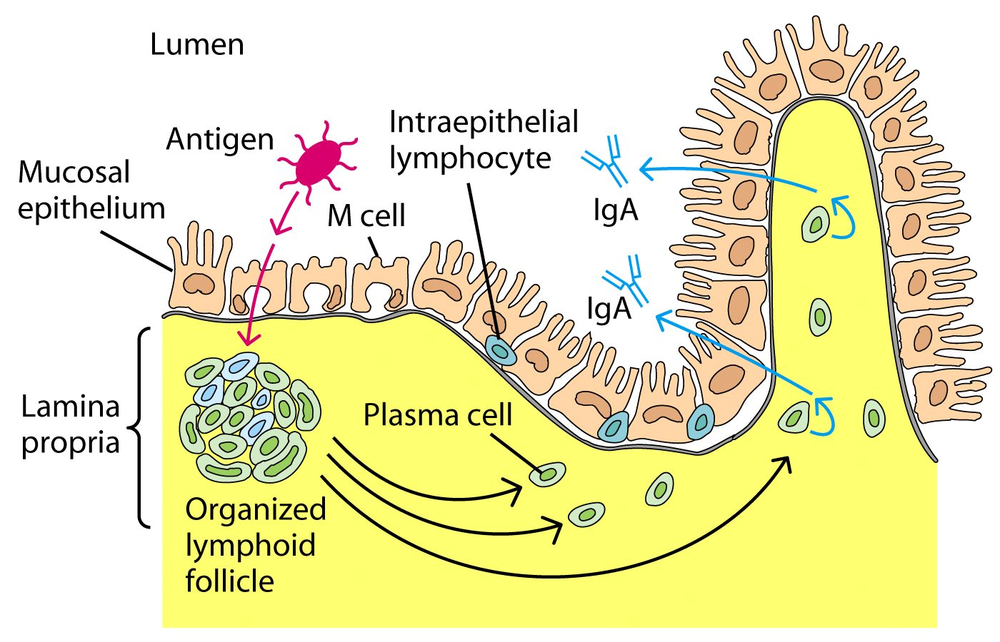 Lumen
Antigen
Intraepithelial
lymphocyte
Mucosal
epithelium
M cell
IgA
IgA
Lamina
propria
Plasma cell
Organized
lymphoid
follicle